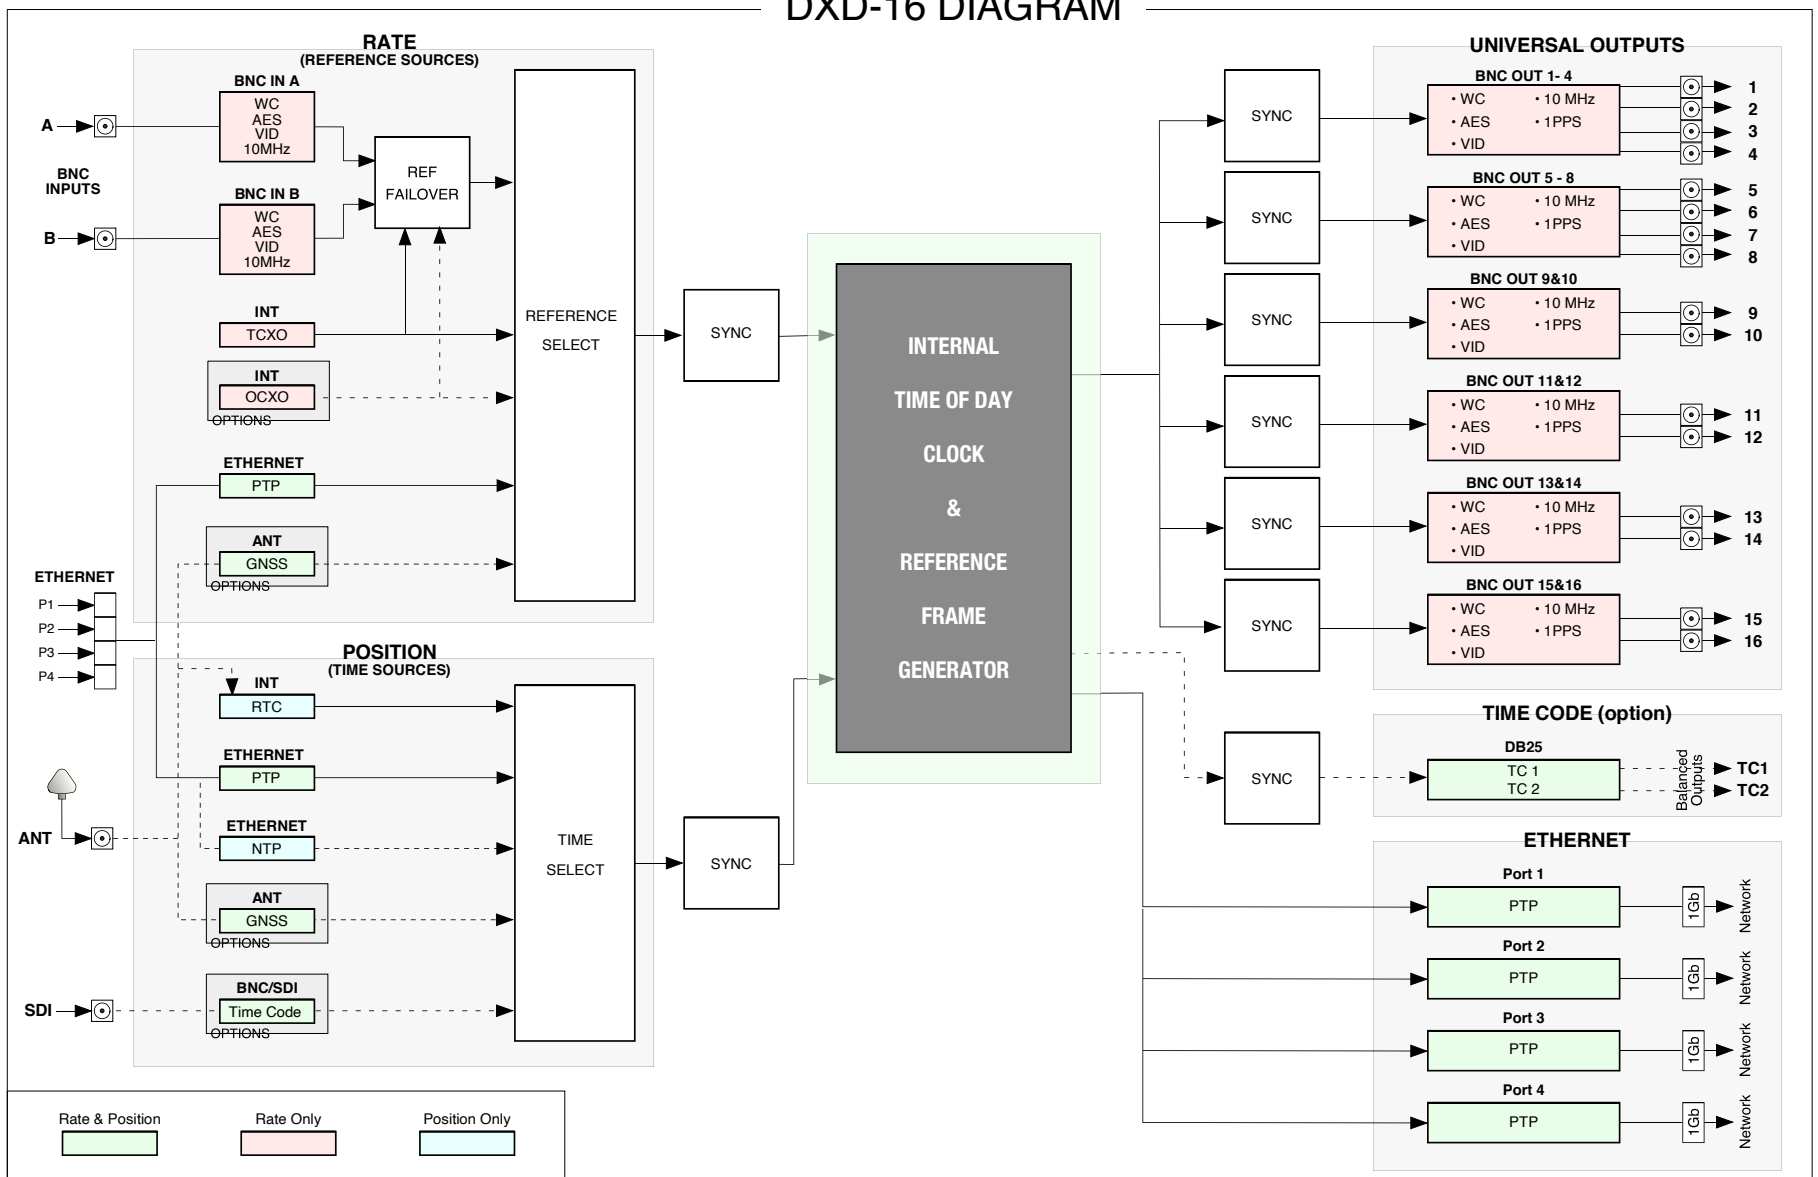 DXD-16 DIAGRAM
RATE
(REFERENCE SOURCES)
BNC IN A
WC
AES
VID
10MHz
A
BNC
INPUTS
BNC IN B
WC
AES
VID
10MHz
B
REF
FAILOVER
INT
TCXO
INT
OCXO
OPTIONS
ETHERNET
PTP
ANT
GNSS
OPTIONS
REFERENCE
SELECT
SYNC
ETHERNET
P1
P2
P3
P4
POSITION
(TIME SOURCES)
INT
RTC
ETHERNET
PTP
ETHERNET
NTP
ANT
ANT
GNSS
OPTIONS
SDI
BNC/SDI
Time Code
OPTIONS
TIME
SELECT
SYNC
INTERNAL
TIME OF DAY
CLOCK
&
REFERENCE
FRAME
GENERATOR
SYNC
SYNC
SYNC
SYNC
SYNC
SYNC
SYNC
UNIVERSAL OUTPUTS
BNC OUT 1- 4
• WC • 10 MHz
• AES • 1PPS
• VID
1
2
3
4
BNC OUT 5 - 8
• WC • 10 MHz
• AES • 1PPS
• VID
5
6
7
8
BNC OUT 9&10
• WC • 10 MHz
• AES • 1PPS
• VID
9
10
BNC OUT 11&12
• WC • 10 MHz
• AES • 1PPS
• VID
11
12
BNC OUT 13&14
• WC • 10 MHz
• AES • 1PPS
• VID
13
14
BNC OUT 15&16
• WC • 10 MHz
• AES • 1PPS
• VID
15
16
TIME CODE (option)
DB25
TC 1
TC 2
Balanced
Outputs
TC1
TC2
ETHERNET
Port 1
PTP
1Gb
Network
Port 2
PTP
1Gb
Network
Port 3
PTP
1Gb
Network
Port 4
PTP
1Gb
Network
Rate & Position
Rate Only
Position Only